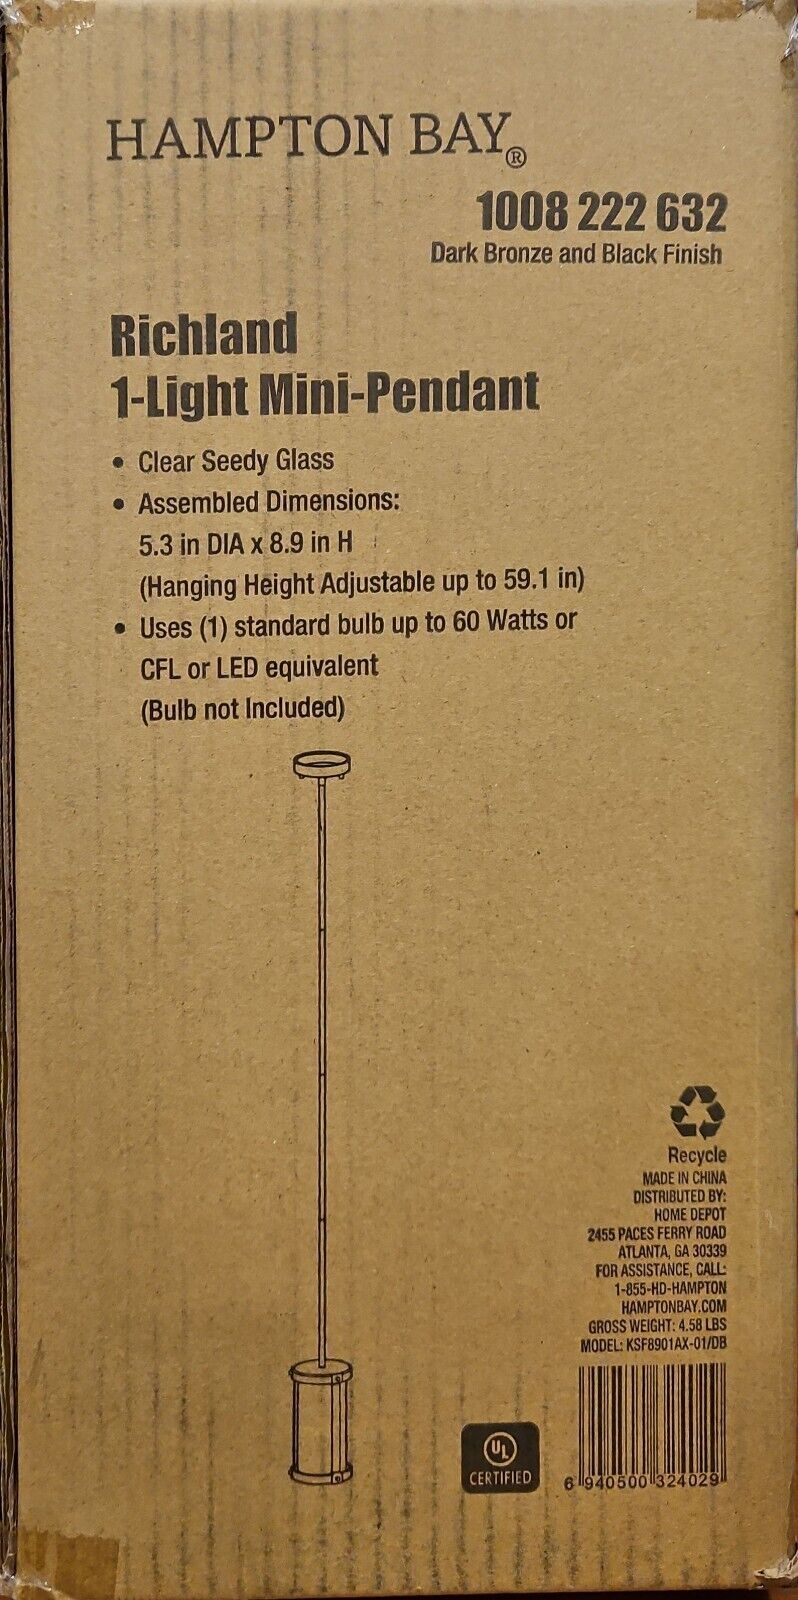 HAMPTON BAY®
1008 222 632
Dark Bronze and Black Finish
Richland
1-Light Mini-Pendant
• Clear Seedy Glass
• Assembled Dimensions:
5.3 in DIA x 8.9 in H
(Hanging Height Adjustable up to 59.1 in)
• Uses (1) standard bulb up to 60 Watts or
CFL or LED equivalent
(Bulb not Included)
Recycle
MADE IN CHINA
DISTRIBUTED BY:
HOME DEPOT
2455 PACES FERRY ROAD
ATLANTA, GA 30339
FOR ASSISTANCE, CALL:
1-855-HD-HAMPTON
HAMPTONBAY.COM
GROSS WEIGHT: 4.58 LBS
MODEL: KSF8901AX-01/DB
UL
CERTIFIED
6 940500 324029